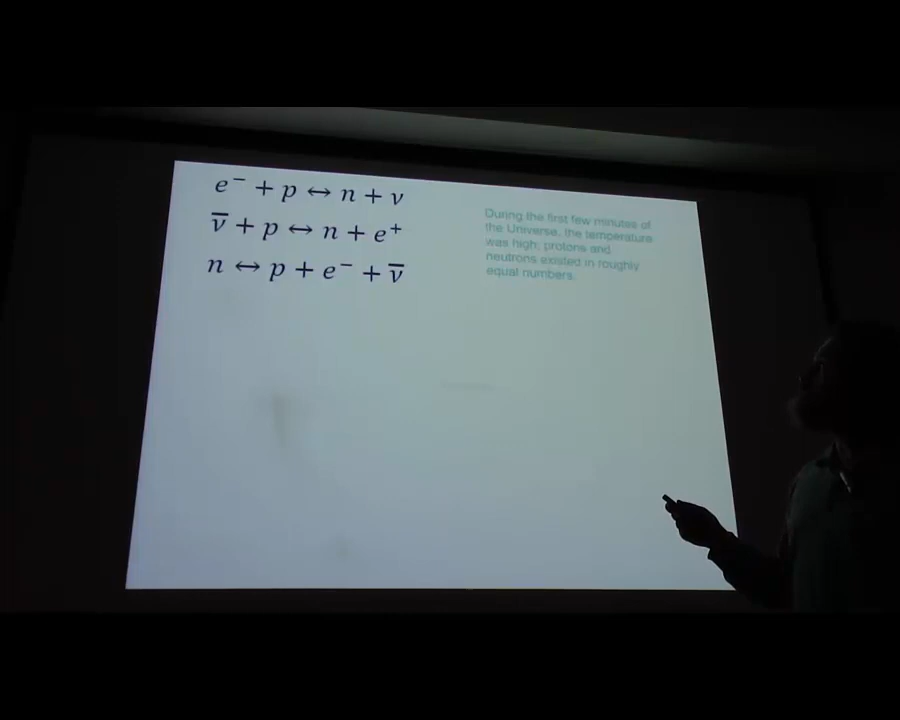 e⁻ + p ↔ n + ν
ν̅ + p ↔ n + e⁺
n ↔ p + e⁻ + ν̅
During the first few minutes of
the Universe, the temperature
was high; protons and
neutrons existed in roughly
equal numbers.